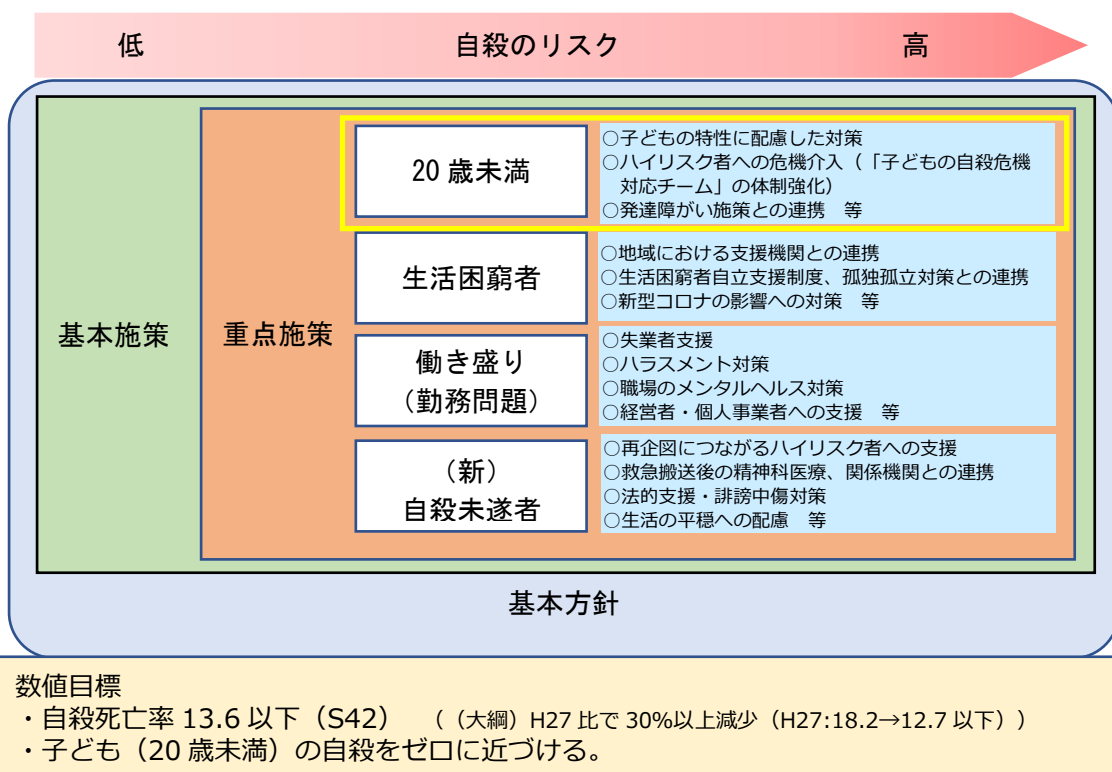 低 自殺のリスク 高
基本施策
重点施策
20 歳未満
○子どもの特性に配慮した対策
○ハイリスク者への危機介入（「子どもの自殺危機
対応チーム」の体制強化）
○発達障がい施策との連携　等
生活困窮者
○地域における支援機関との連携
○生活困窮者自立支援制度、孤独孤立対策との連携
○新型コロナの影響への対策　等
働き盛り
（勤務問題）
○失業者支援
○ハラスメント対策
○職場のメンタルヘルス対策
○経営者・個人事業者への支援　等
（新）
自殺未遂者
○再企図につながるハイリスク者への支援
○救急搬送後の精神科医療、関係機関との連携
○法的支援・誹謗中傷対策
○生活の平穏への配慮　等
基本方針
数値目標
・自殺死亡率 13.6 以下（S42）　（（大綱）H27 比で 30%以上減少（H27:18.2→12.7 以下））
・子ども（20 歳未満）の自殺をゼロに近づける。